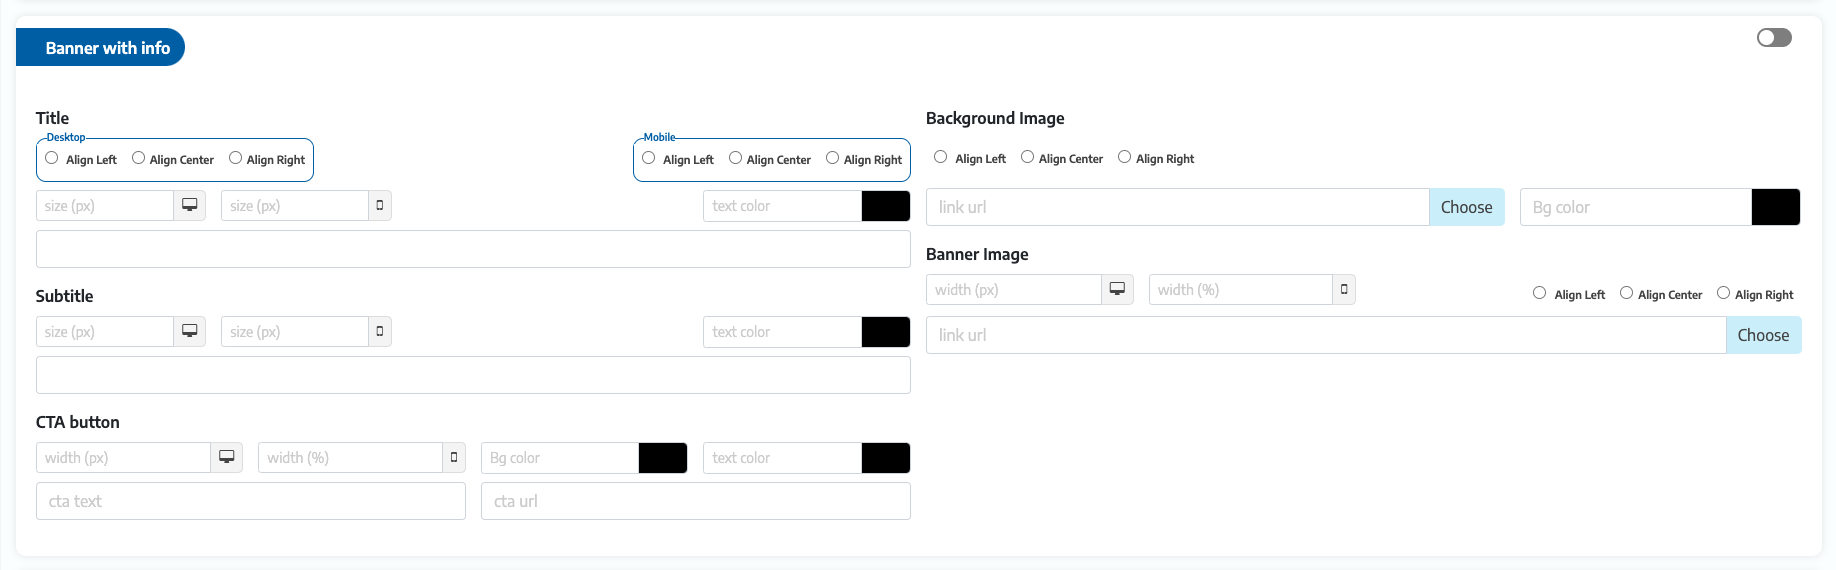 Banner with info
Title
Desktop
Align Left Align Center Align Right
Mobile
Align Left Align Center Align Right
size (px) size (px) text color
Subtitle
size (px) size (px) text color
CTA button
width (px) width (%) Bg color text color
cta text cta url
Background Image
Align Left Align Center Align Right
link url Choose Bg color
Banner Image
width (px) width (%) Align Left Align Center Align Right
link url Choose